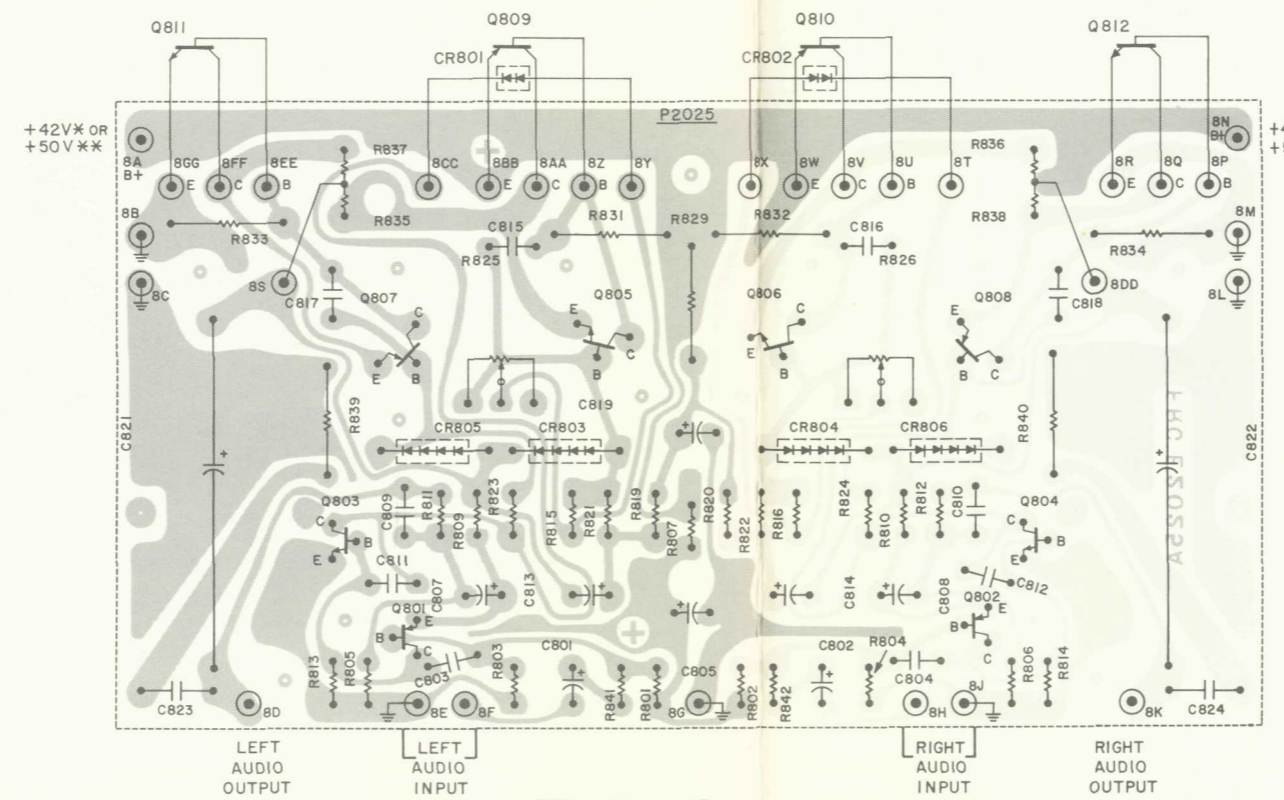 Q811
Q809
Q810
Q812
CR801
CR802
P2025
+42V* OR
+50V**
8A
B+
8GG
8FF
8EE
R837
8CC
8BB
8AA
8Z
8Y
8X
8W
8V
8U
8T
R836
8R
8Q
8P
8N
B+
E
C
B
E
C
B
E
C
B
E
C
B
8B
R833
R835
C815
R831
R829
R832
C816
R838
R834
8M
R825
R826
8C
8S
C817
Q807
Q805
Q806
Q808
C818
8DD
8L
C
E
B
E
C
B
E
C
E
B
E
B
C
C821
R839
C819
R840
C822
CR805
CR803
CR804
CR806
FRC P2025A
Q803
C809
R811
R809
R823
R815
R821
R819
R807
R820
R822
R816
R824
R810
R812
C810
Q804
C
B
E
C
B
E
C811
C807
C813
C814
C808
C812
Q801
Q802
E
B
C
E
B
C
R813
R805
C803
R803
C801
R841
R801
C805
R802
R842
C802
R804
C804
R806
R814
C823
8D
8E
8F
8G
8H
8J
8K
C824
LEFT
AUDIO
OUTPUT
LEFT
AUDIO
INPUT
RIGHT
AUDIO
INPUT
RIGHT
AUDIO
OUTPUT